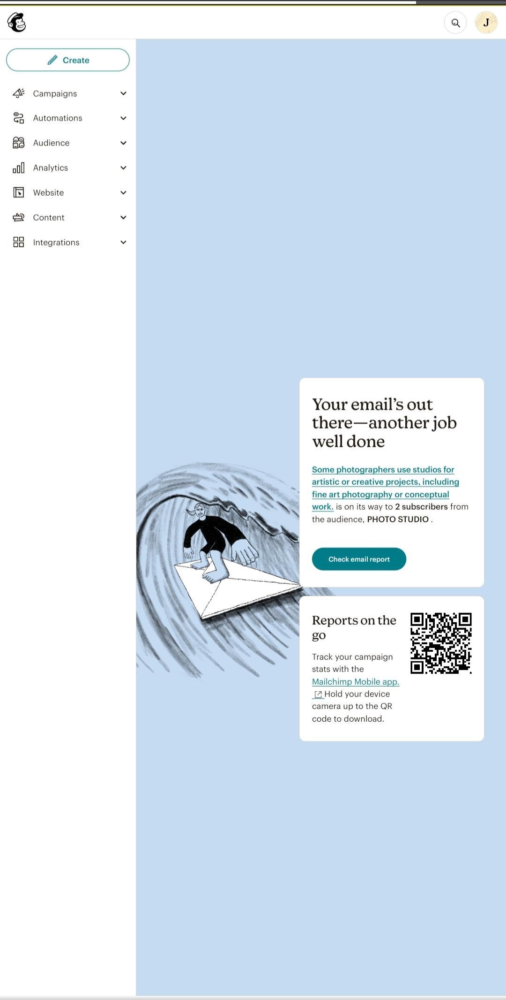 J
Create
Campaigns
Automations
Audience
Analytics
Website
Content
Integrations
Your email’s out
there—another job
well done
Some photographers use studios for
artistic or creative projects, including
fine art photography or conceptual
work. is on its way to 2 subscribers from
the audience, PHOTO STUDIO .
Check email report
Reports on the
go
Track your campaign
stats with the
Mailchimp Mobile app.
Hold your device
camera up to the QR
code to download.